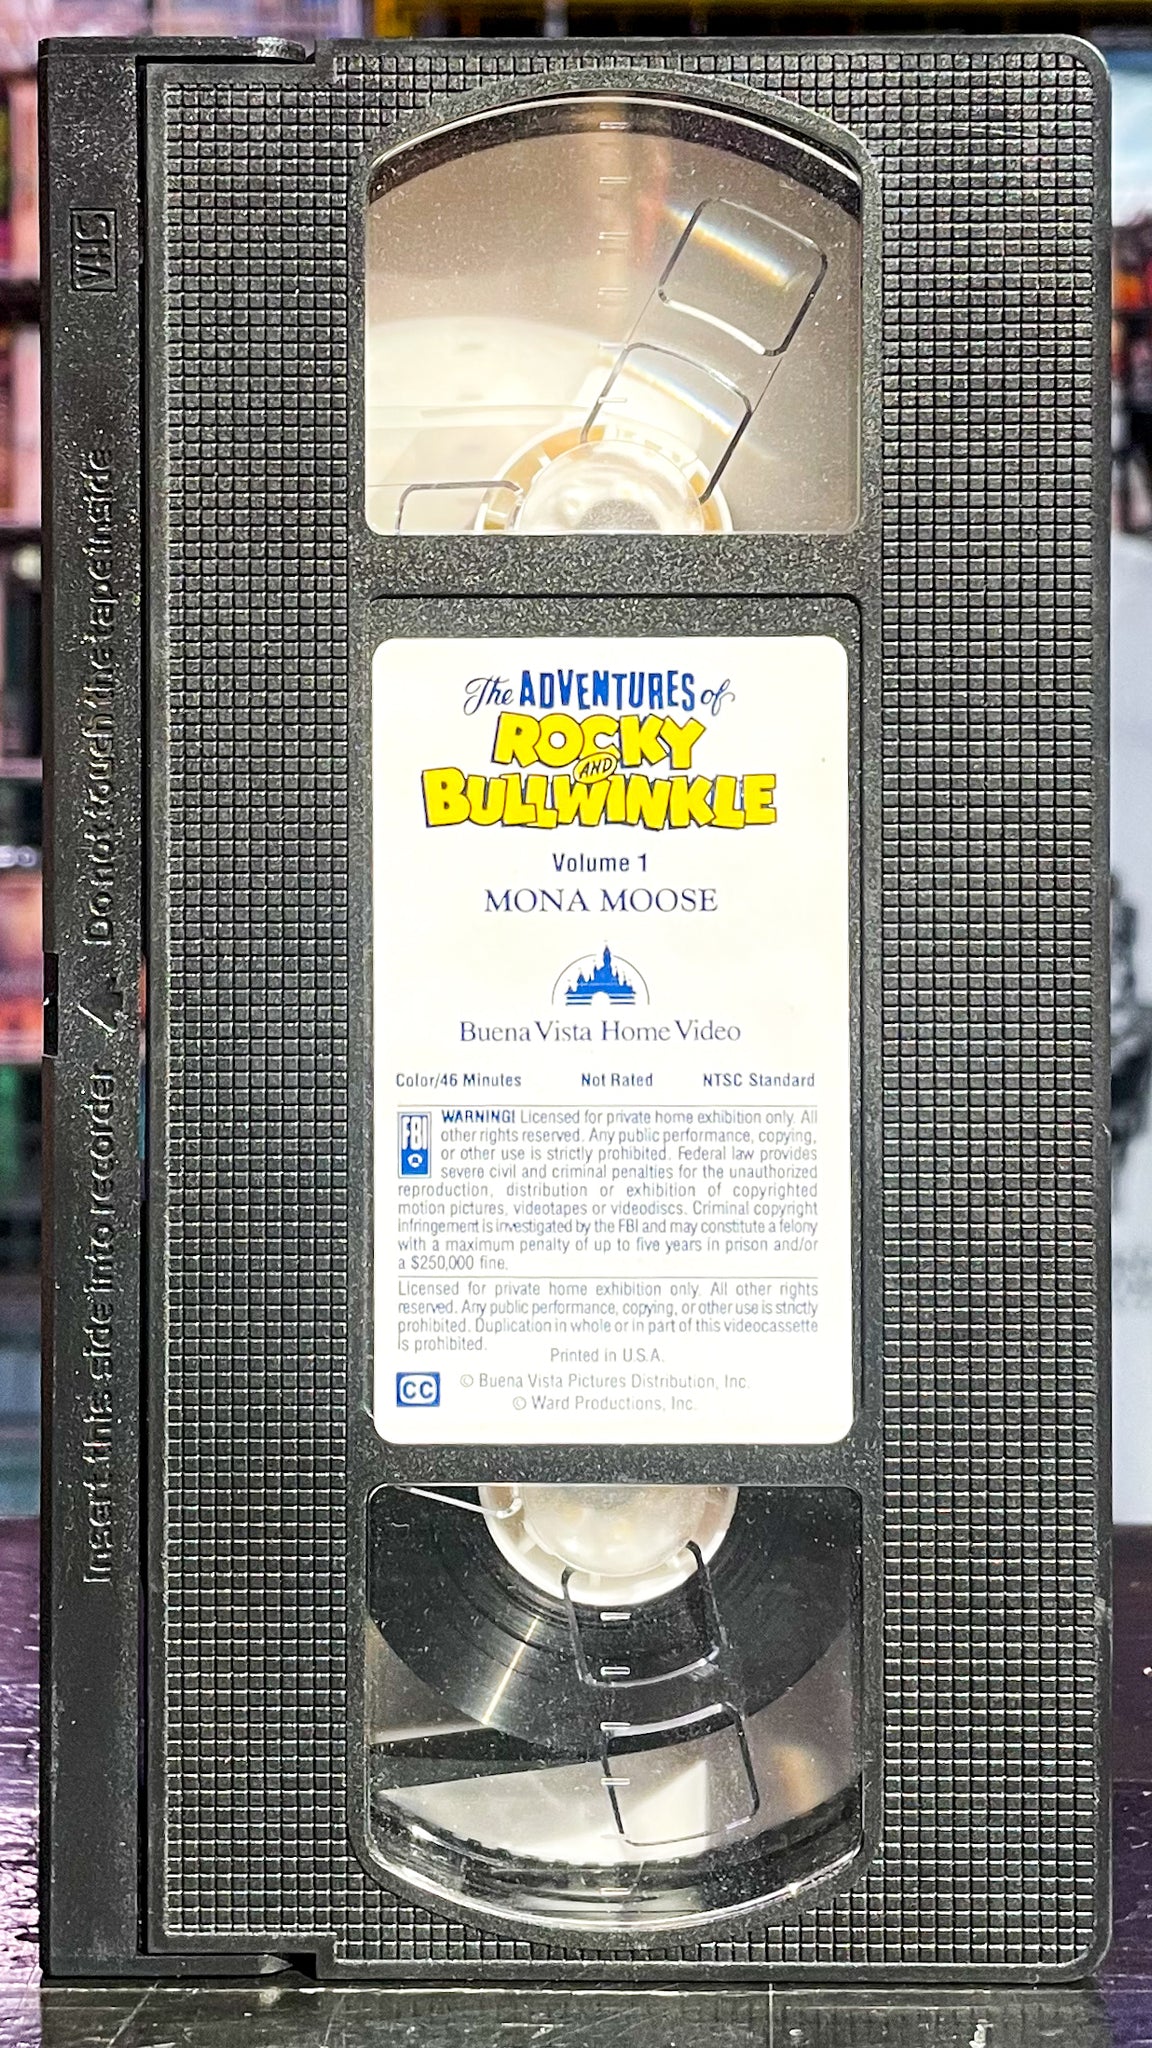 VHS
Insert this side into recorder / Do not touch the tape inside
The ADVENTURES of
ROCKY
AND
BULLWINKLE
Volume 1
MONA MOOSE
Buena Vista Home Video
Color/46 Minutes Not Rated NTSC Standard
FBI
WARNING! Licensed for private home exhibition only. All
other rights reserved. Any public performance, copying,
or other use is strictly prohibited. Federal law provides
severe civil and criminal penalties for the unauthorized
reproduction, distribution or exhibition of copyrighted
motion pictures, videotapes or videodiscs. Criminal copyright
infringement is investigated by the FBI and may constitute a felony
with a maximum penalty of up to five years in prison and/or
a $250,000 fine.
Licensed for private home exhibition only. All other rights
reserved. Any public performance, copying, or other use is strictly
prohibited. Duplication in whole or in part of this videocassette
is prohibited.
Printed in U.S.A.
CC
© Buena Vista Pictures Distribution, Inc.
© Ward Productions, Inc.